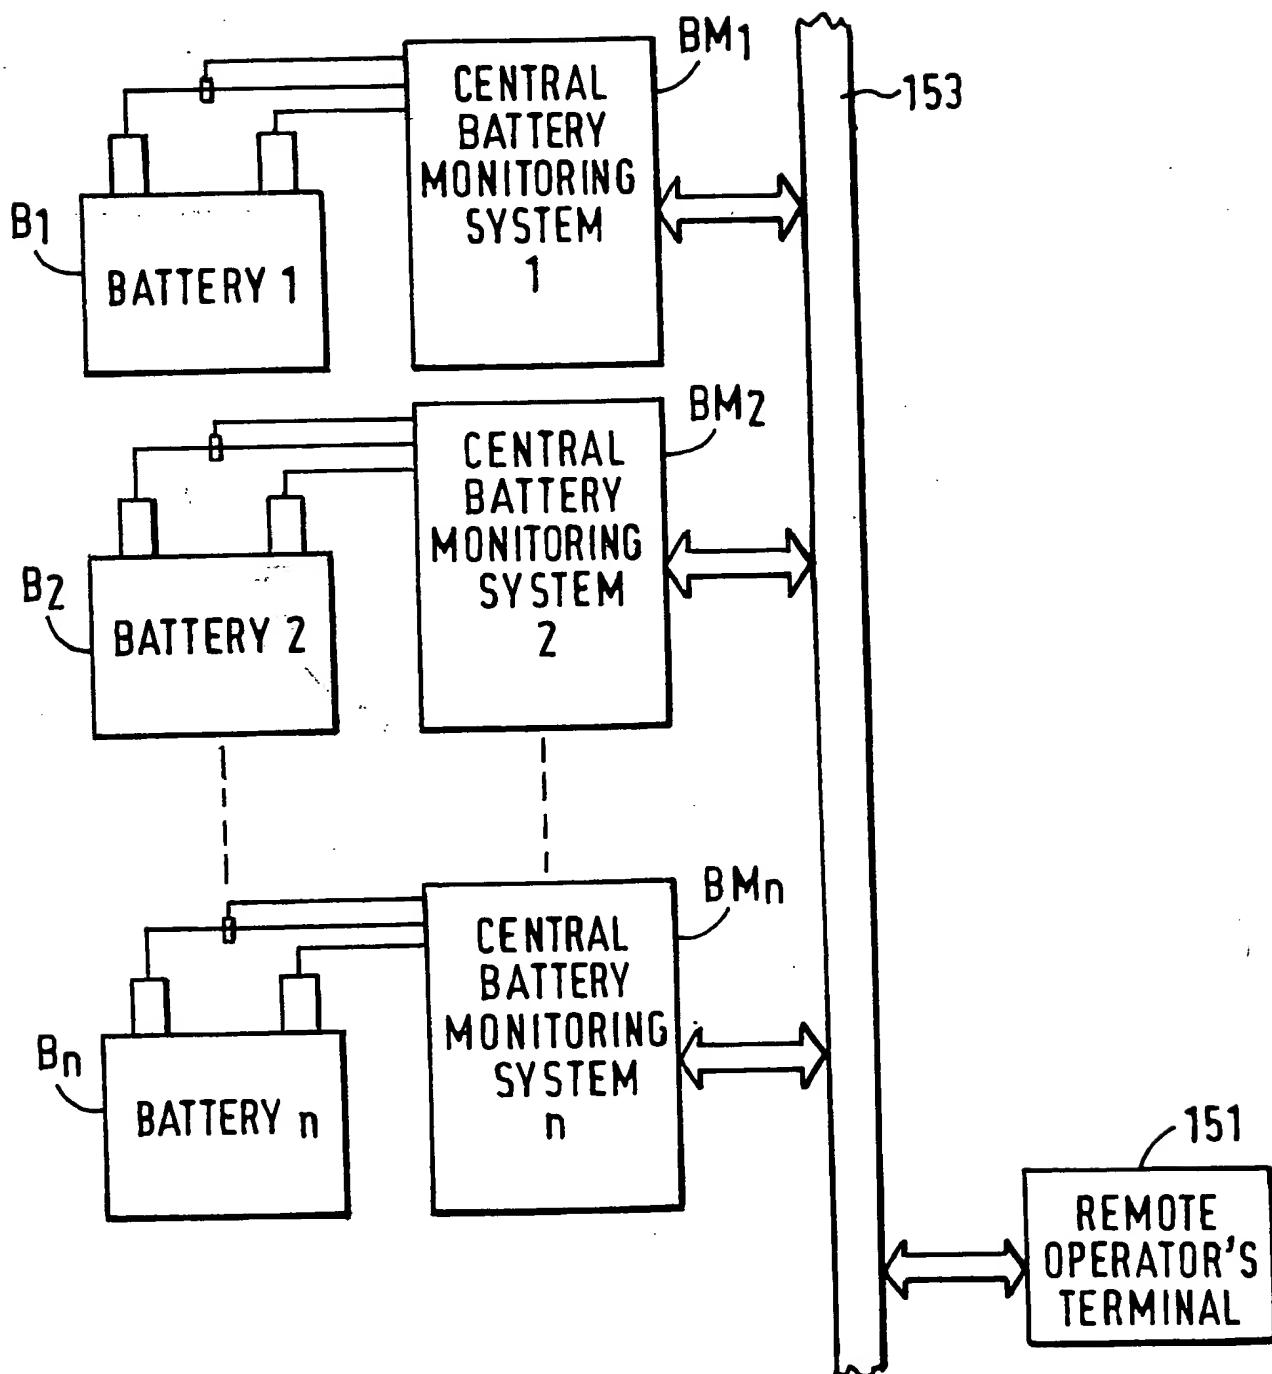 BM1
CENTRAL
BATTERY
MONITORING
SYSTEM
1
153
B1
BATTERY 1
BM2
CENTRAL
BATTERY
MONITORING
SYSTEM
2
B2
BATTERY 2
BMn
CENTRAL
BATTERY
MONITORING
SYSTEM
n
Bn
BATTERY n
151
REMOTE
OPERATOR'S
TERMINAL